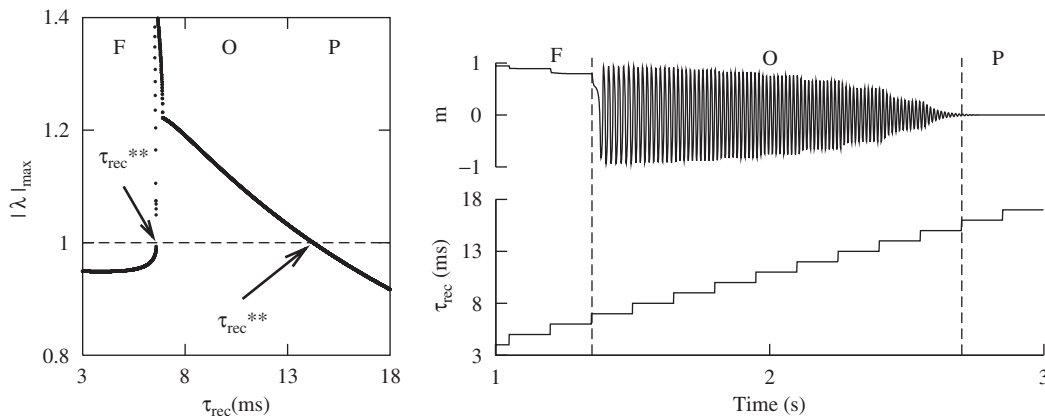 1.4
1.2
1
0.8
| λ |max
F
O
P
τrec**
τrec**
3
8
13
18
τrec(ms)
F
O
P
1
0
−1
m
18
13
8
3
τrec (ms)
1
2
3
Time (s)